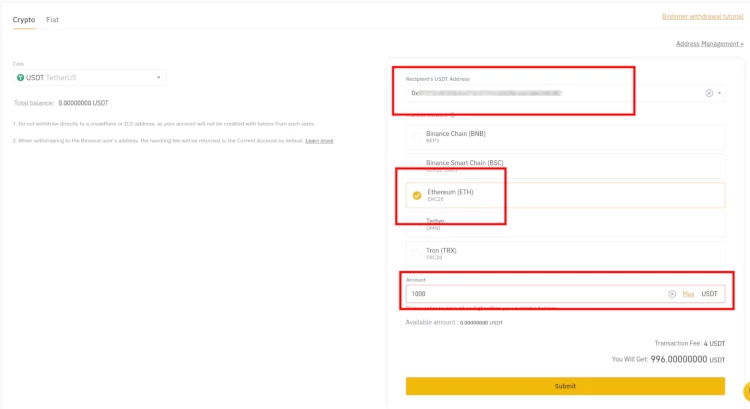 Crypto Fiat
Beginner withdrawal tutorial
Address Management »
Coin
USDT TetherUS
Total balance: 0.00000000 USDT
1. Do not withdraw directly to a crowdfund or ICO address, as your account will not be credited with tokens from such sales.
2. When withdrawing to the Binance user's address, the handling fee will be returned to the Current Account by default. Learn more
Recipient's USDT Address
0x
Binance Chain (BNB)
BEP2
Binance Smart Chain (BSC)
Ethereum (ETH)
ERC20
Tether
OMNI
Tron (TRX)
TRC20
Amount
1000 Max USDT
Available amount : 0.00000000 USDT
Transaction Fee: 4 USDT
You Will Get: 996.00000000 USDT
Submit